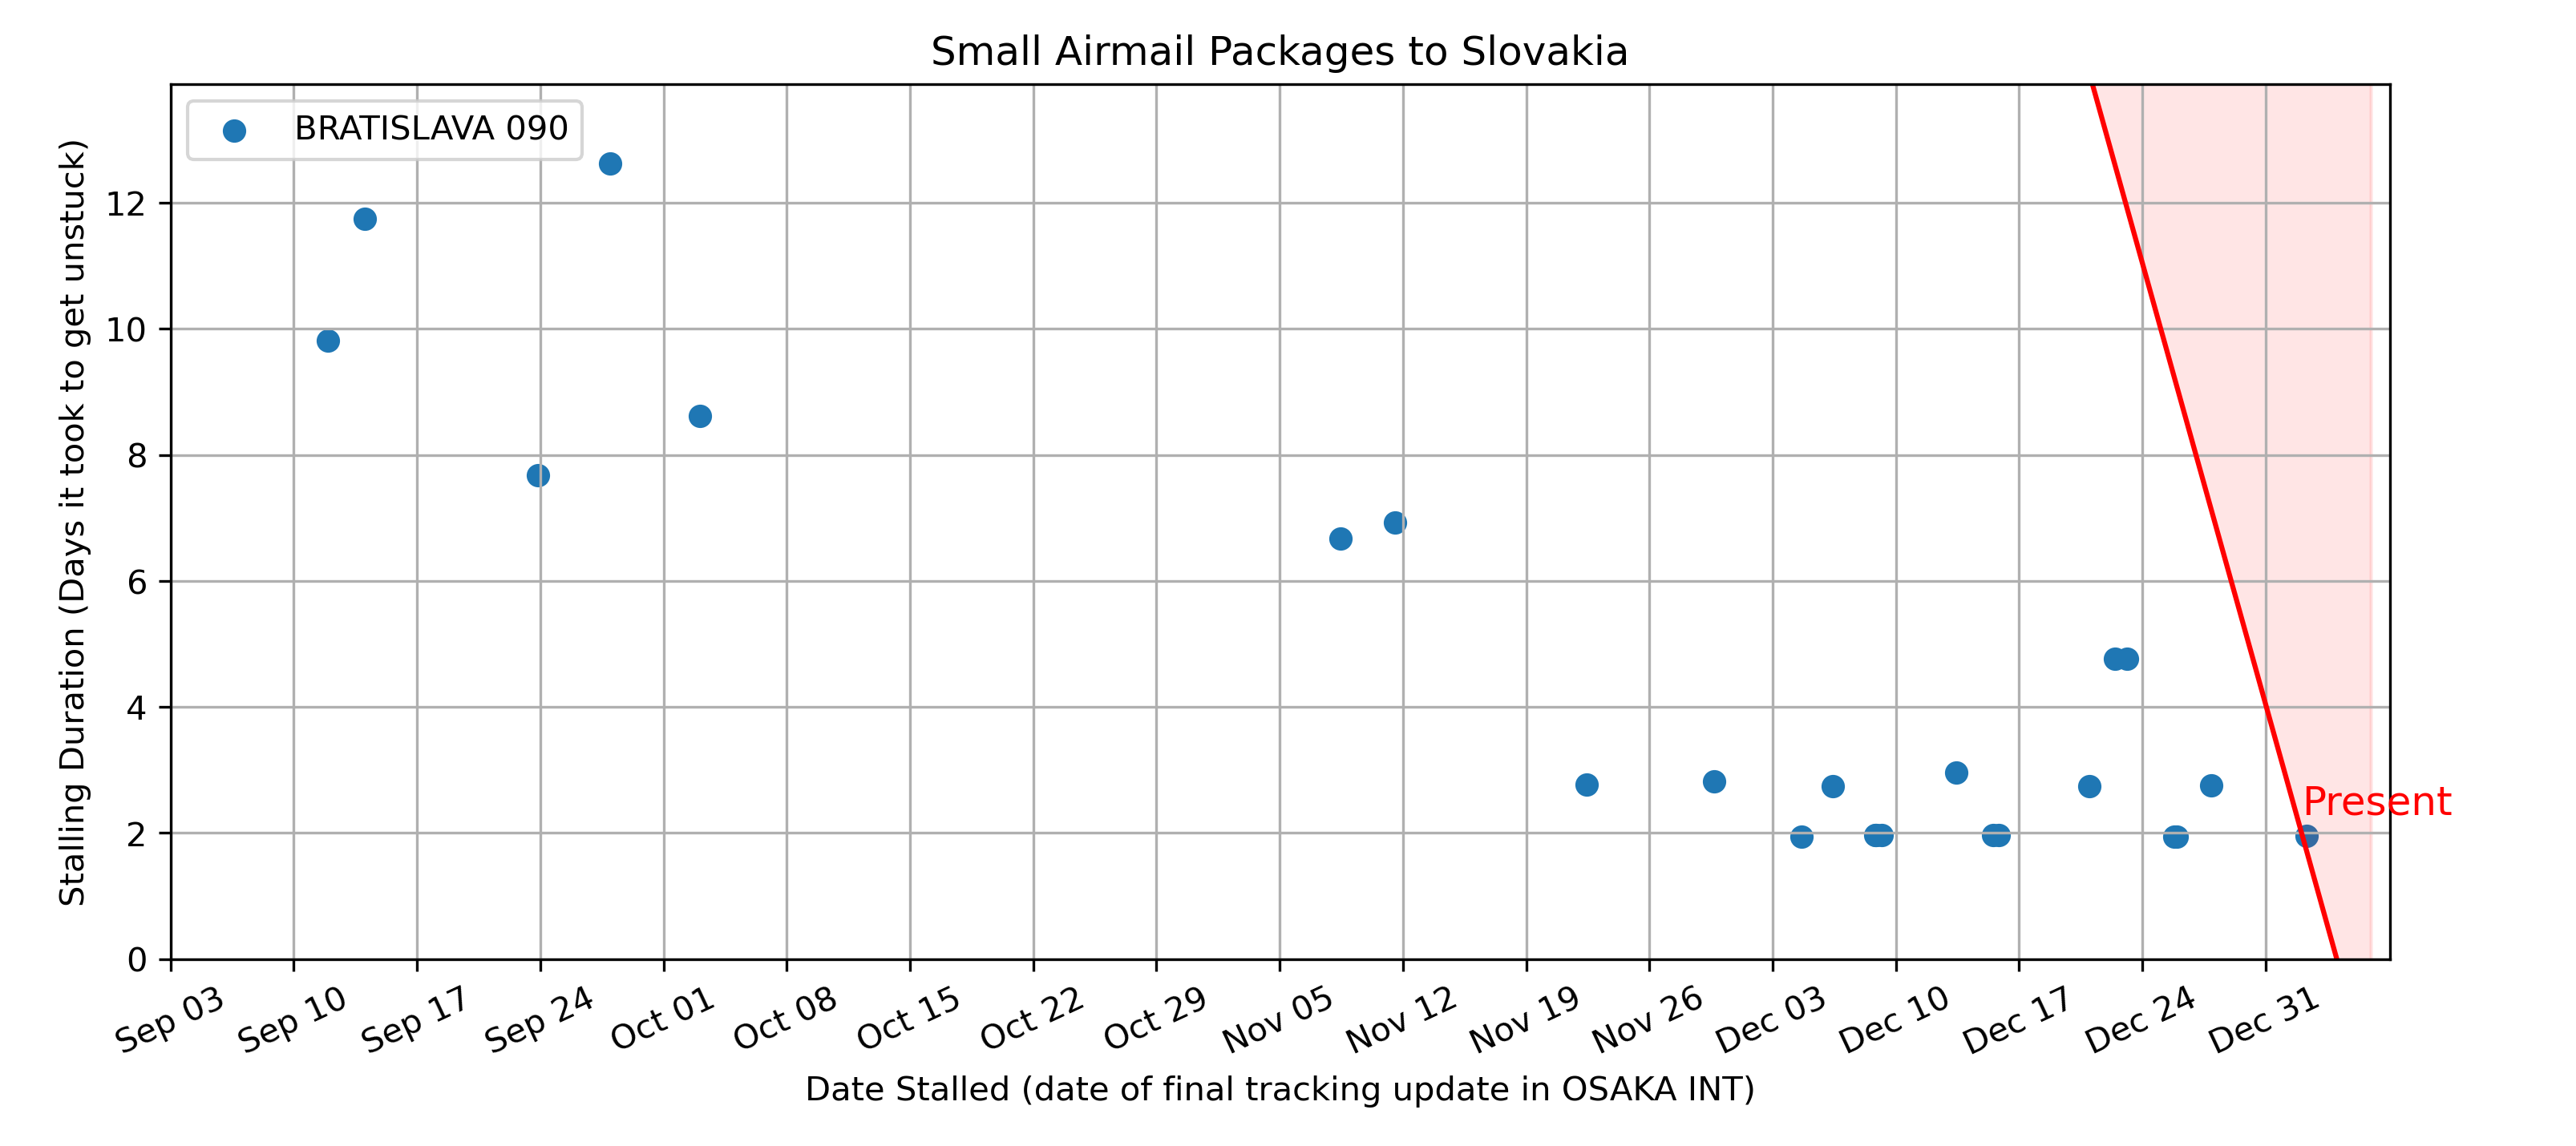 Small Airmail Packages to Slovakia
BRATISLAVA 090
Stalling Duration (Days it took to get unstuck)
12
10
8
6
4
2
0
Present
Sep 03
Sep 10
Sep 17
Sep 24
Oct 01
Oct 08
Oct 15
Oct 22
Oct 29
Nov 05
Nov 12
Nov 19
Nov 26
Dec 03
Dec 10
Dec 17
Dec 24
Dec 31
Date Stalled (date of final tracking update in OSAKA INT)